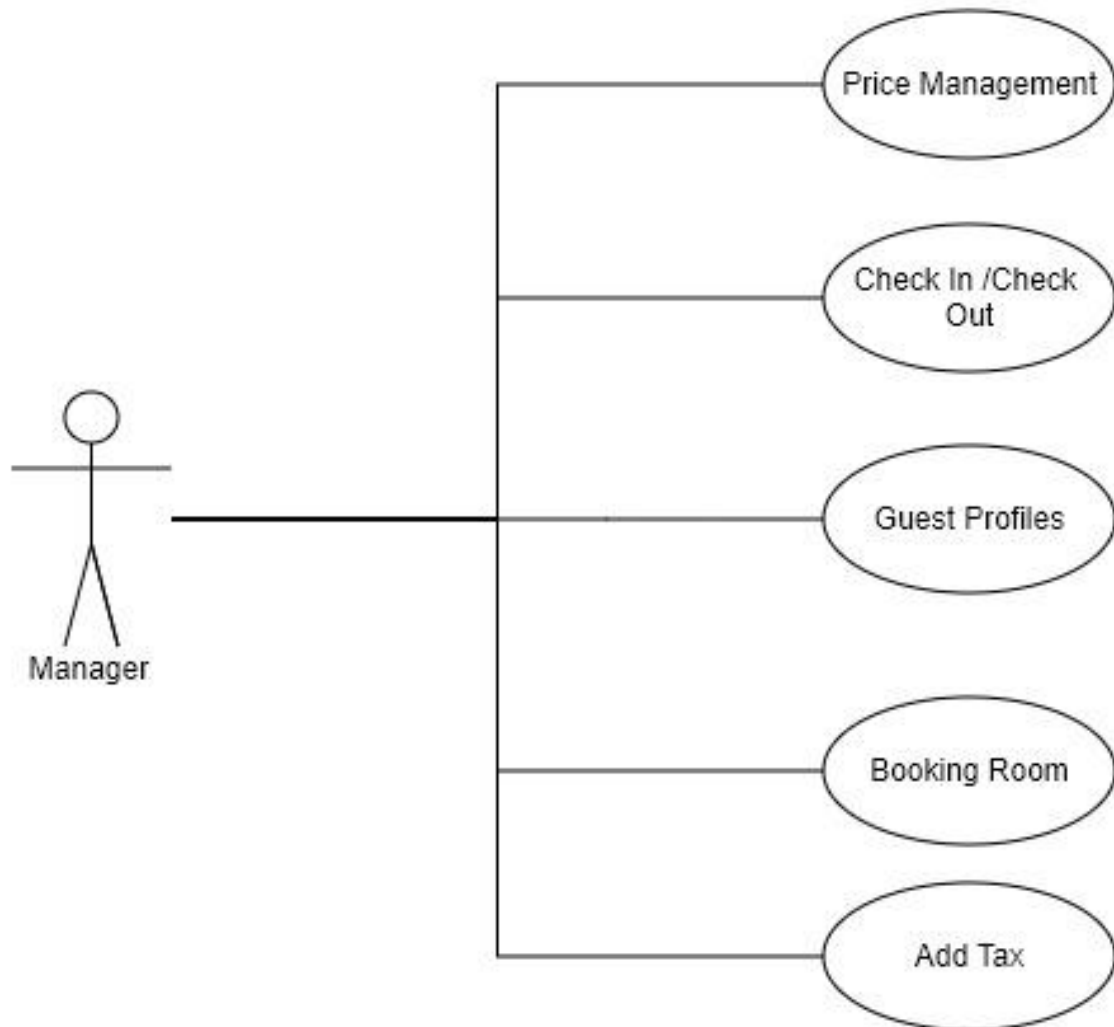 Price Management
Check In /Check
Out
Guest Profiles
Manager
Booking Room
Add Tax